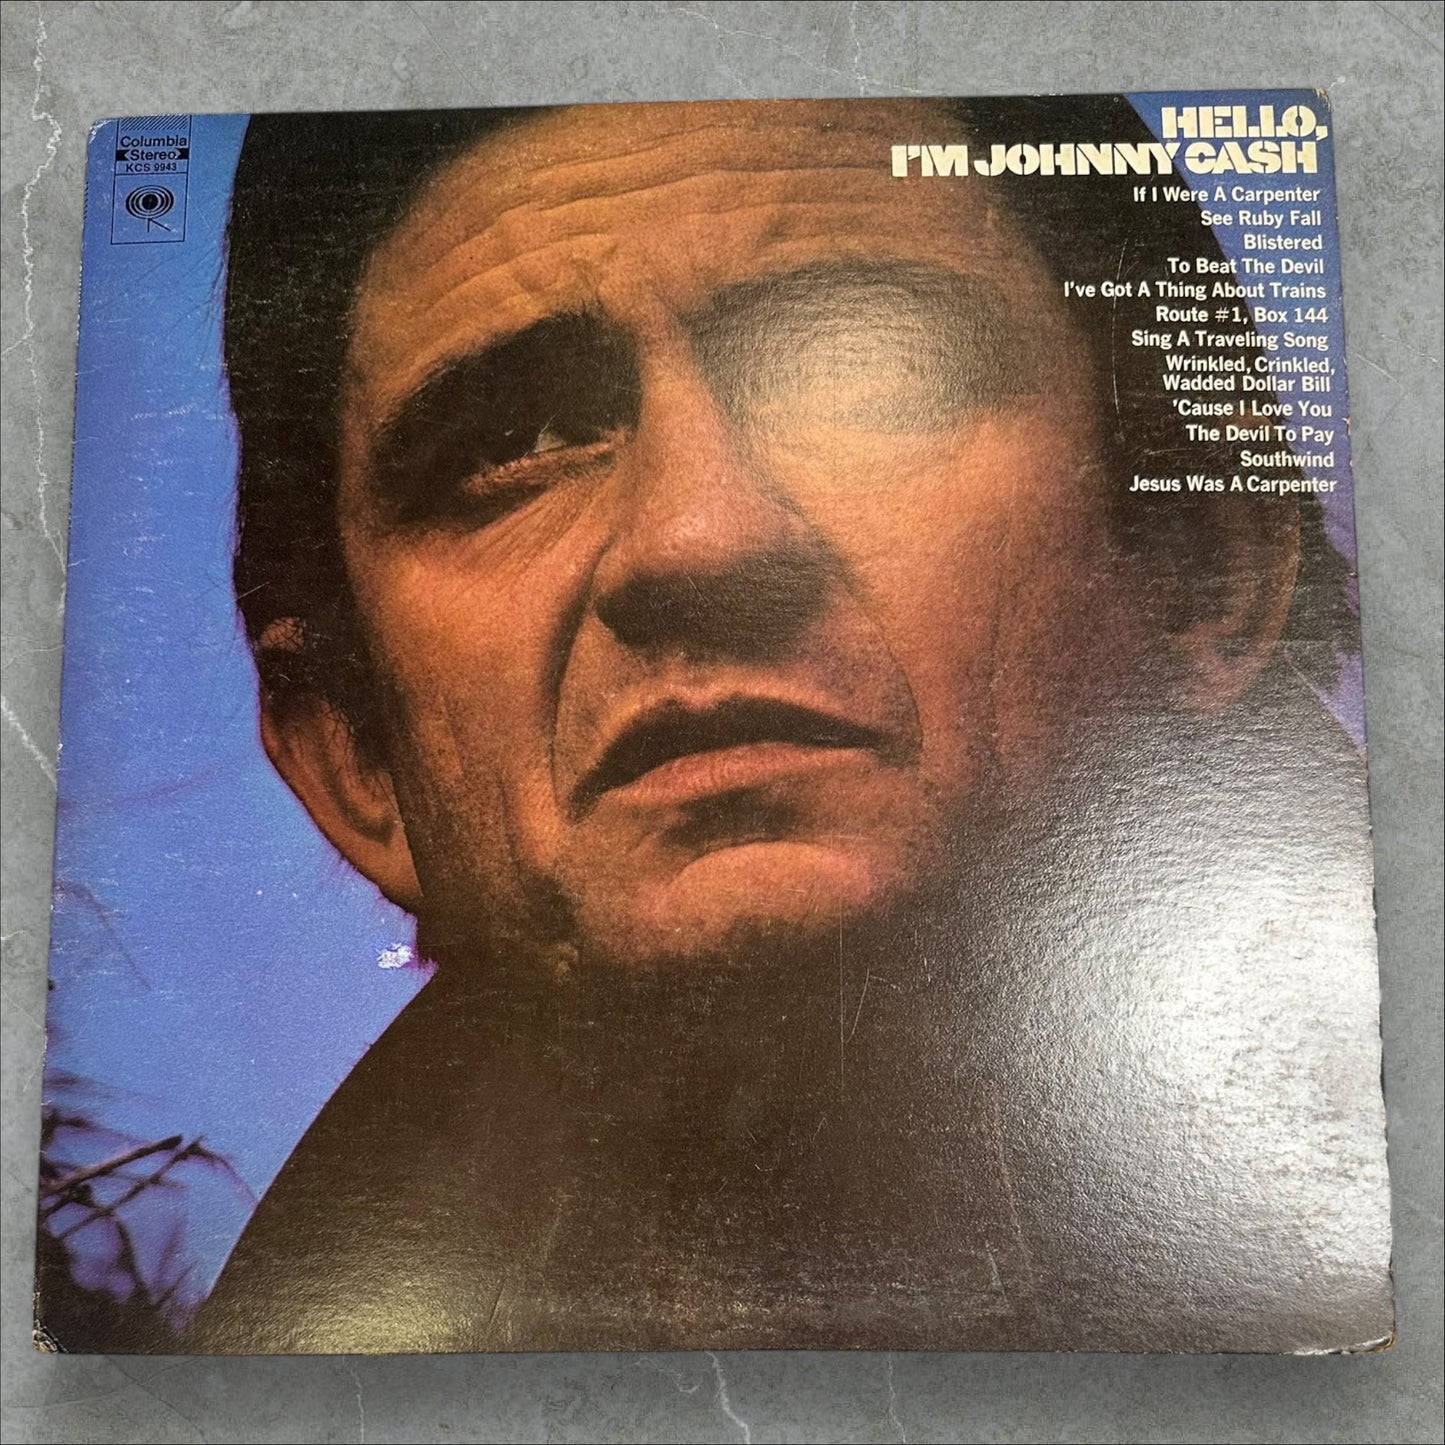 Columbia
Stereo
KCS 9943
HELLO,
I'M JOHNNY CASH
If I Were A Carpenter
See Ruby Fall
Blistered
To Beat The Devil
I've Got A Thing About Trains
Route #1, Box 144
Sing A Traveling Song
Wrinkled, Crinkled,
Wadded Dollar Bill
'Cause I Love You
The Devil To Pay
Southwind
Jesus Was A Carpenter